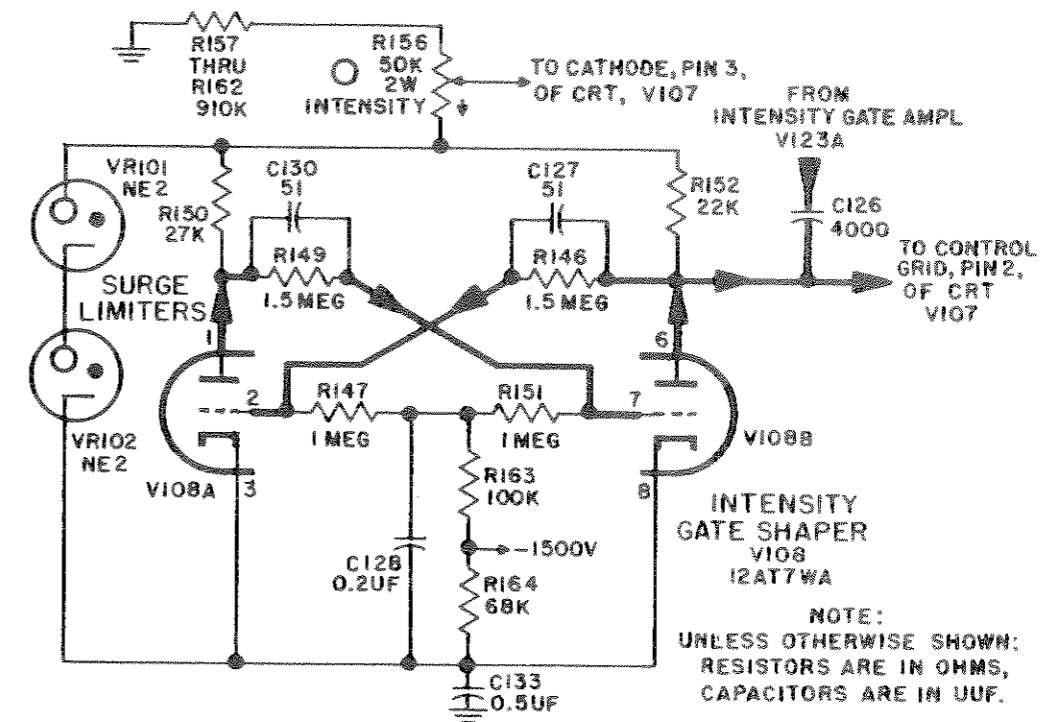 R157
THRU
R162
910K
R156
50K
2W
INTENSITY
TO CATHODE, PIN 3,
OF CRT, V107
FROM
INTENSITY GATE AMPL
V123A
VR101
NE2
R150
27K
C130
51
R149
1.5 MEG
C127
51
R146
1.5 MEG
R152
22K
C126
4000
TO CONTROL
GRID, PIN 2,
OF CRT
V107
SURGE
LIMITERS
1
6
2
R147
1 MEG
R151
1 MEG
7
VR102
NE2
V108A
3
V108B
8
R163
100K
-1500V
C128
0.2UF
R164
68K
C133
0.5UF
INTENSITY
GATE SHAPER
V108
12AT7WA
NOTE:
UNLESS OTHERWISE SHOWN:
RESISTORS ARE IN OHMS,
CAPACITORS ARE IN UUF.